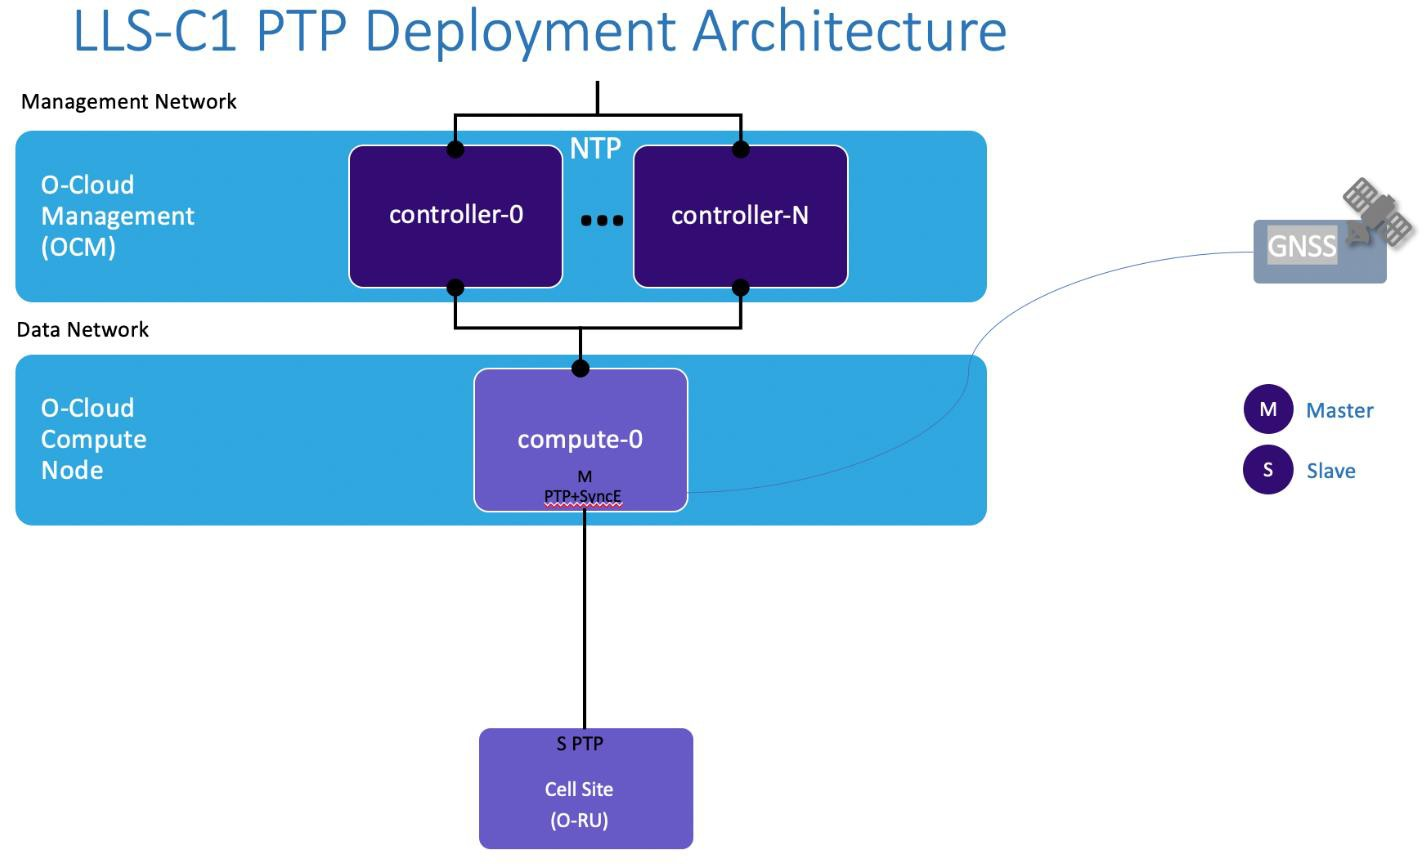 LLS-C1 PTP Deployment Architecture
Management Network
NTP
O-Cloud
Management
(OCM)
controller-0
...
controller-N
GNSS
Data Network
O-Cloud
Compute
Node
compute-0
M
PTP+SyncE
M Master
S Slave
S PTP
Cell Site
(O-RU)